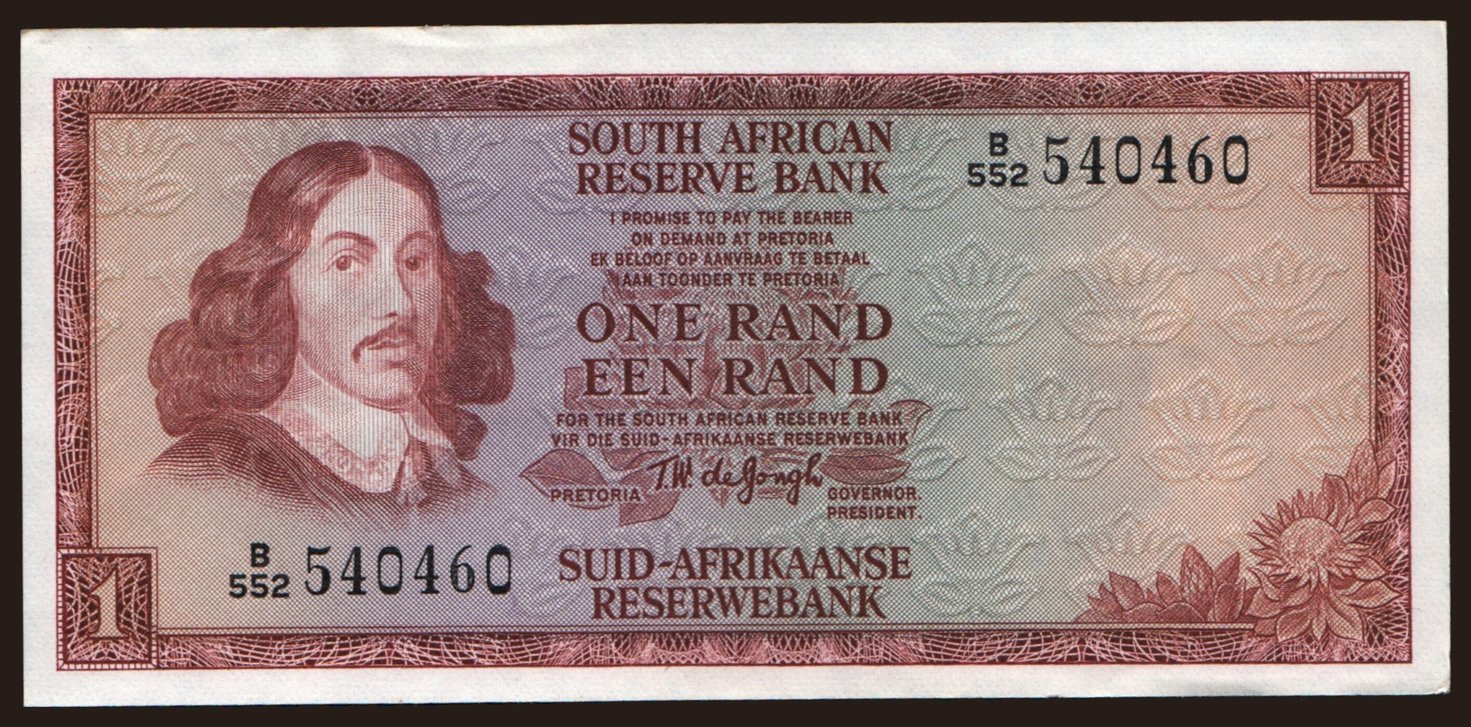 1
SOUTH AFRICAN
RESERVE BANK
B/552 540460
I PROMISE TO PAY THE BEARER
ON DEMAND AT PRETORIA
EK BELOOF OP AANVRAAG TE BETAAL
AAN TOONDER TE PRETORIA
ONE RAND
EEN RAND
FOR THE SOUTH AFRICAN RESERVE BANK
VIR DIE SUID-AFRIKAANSE RESERWEBANK
T.W. de Jongh
PRETORIA
GOVERNOR.
PRESIDENT.
B/552 540460
SUID-AFRIKAANSE
RESERWEBANK
1